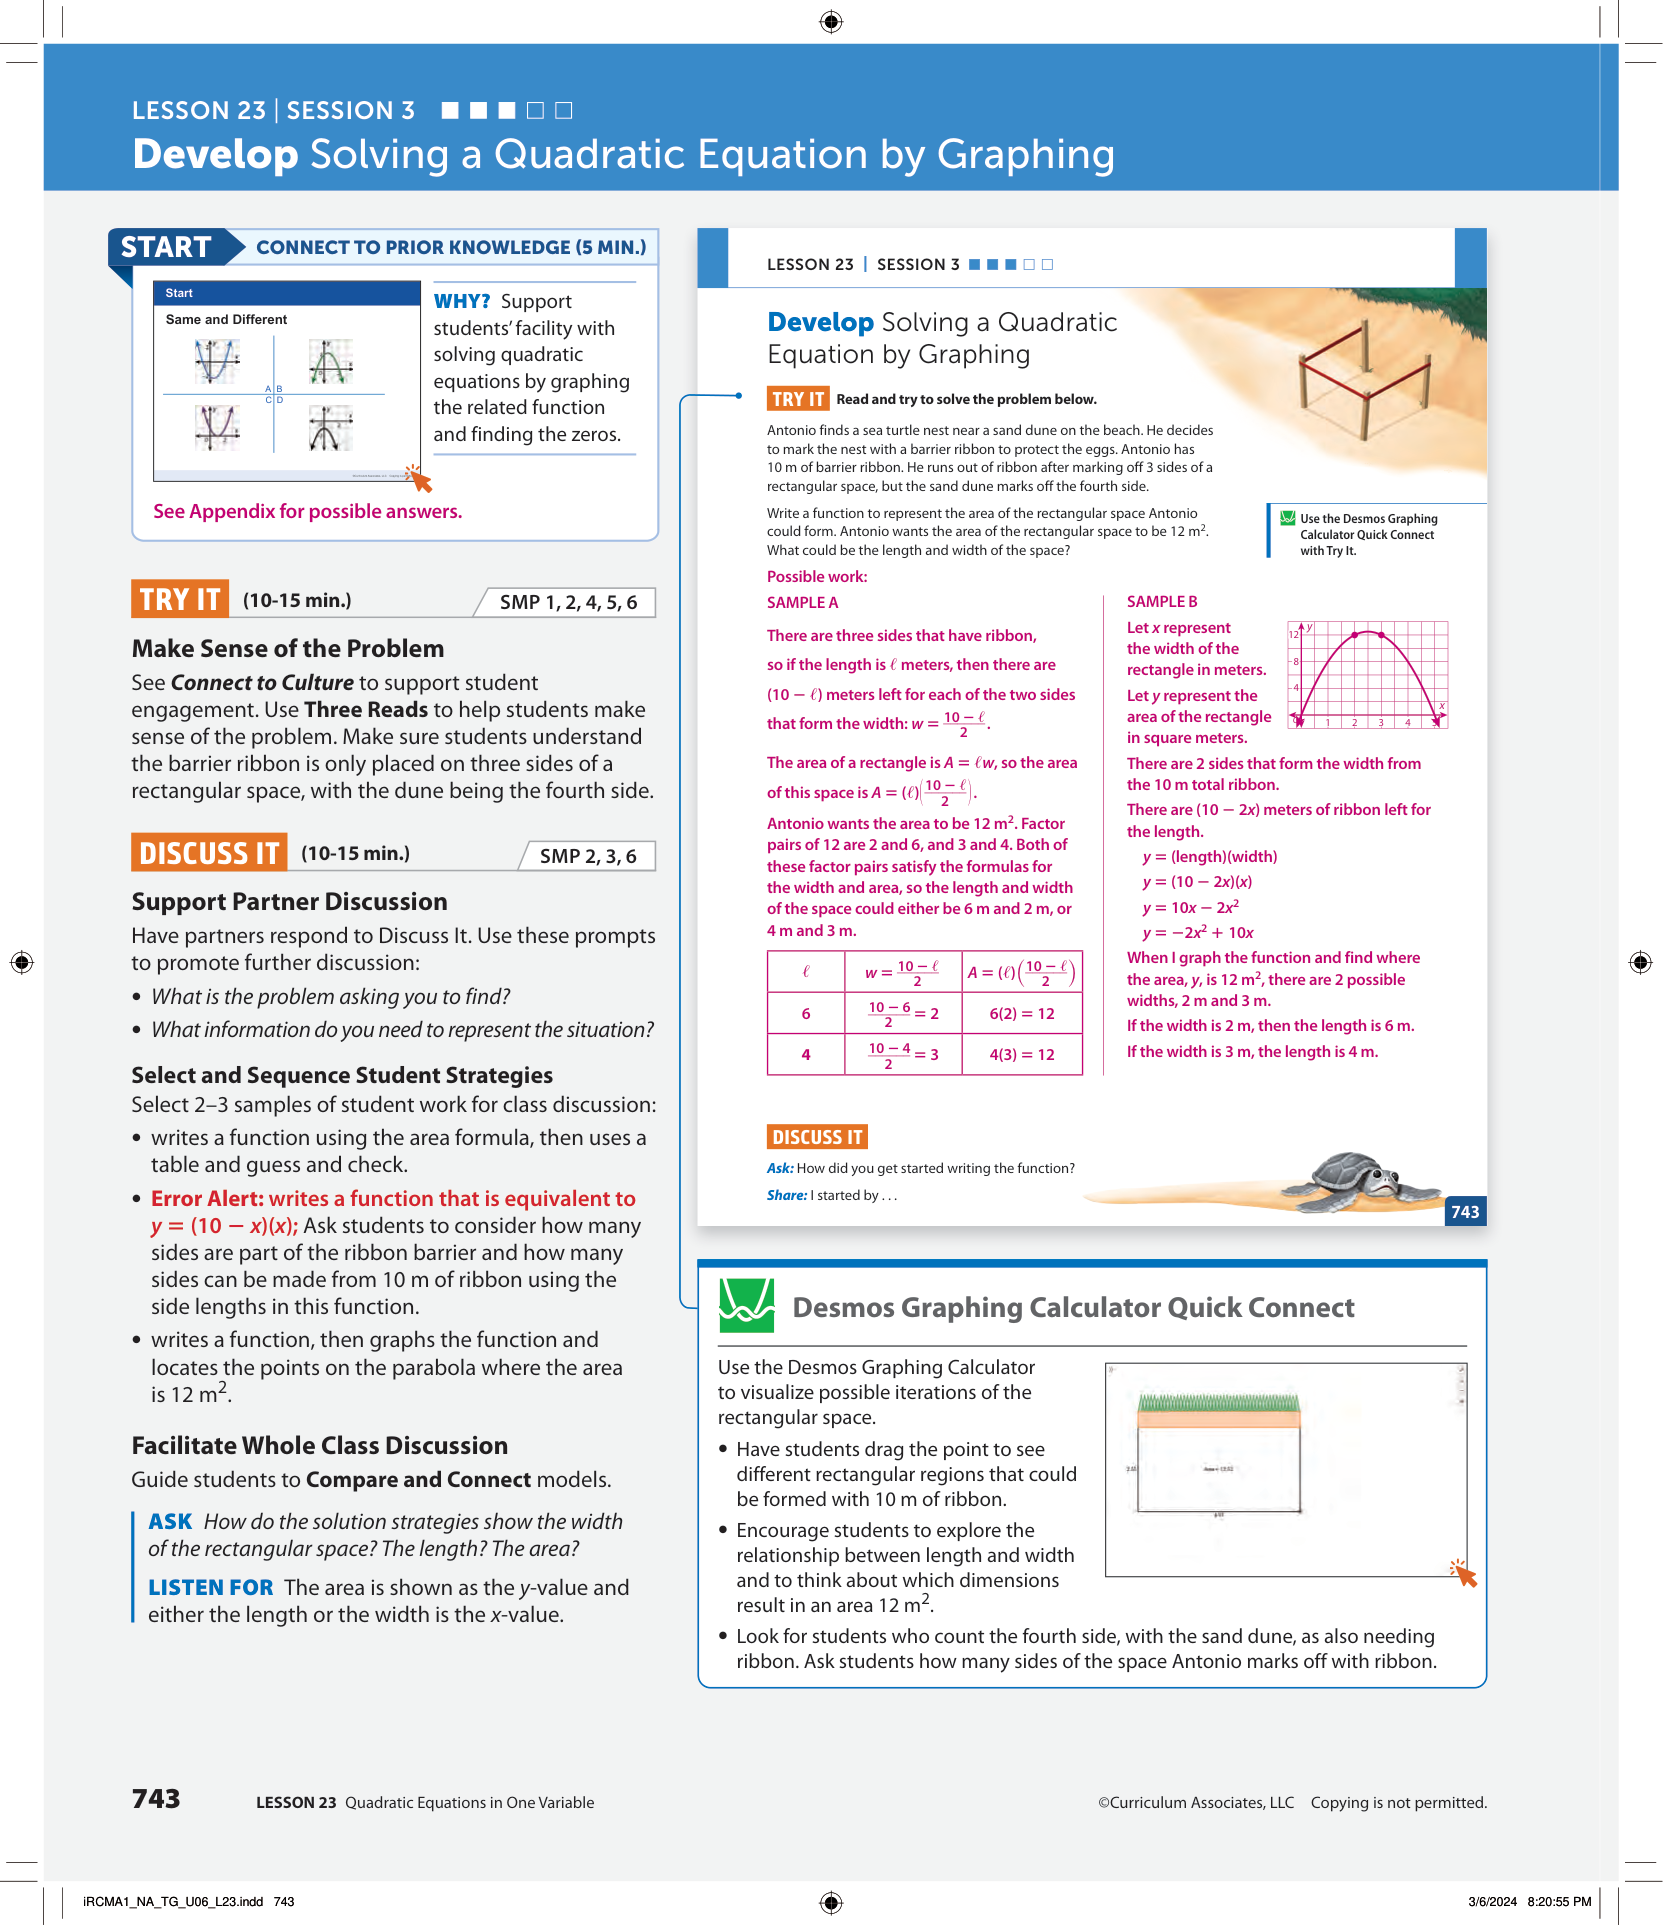 LESSON 23 | SESSION 3
Develop Solving a Quadratic Equation by Graphing
START
CONNECT TO PRIOR KNOWLEDGE (5 MIN.)
Start
Same and Different
A B
C D
WHY? Support
students’ facility with
solving quadratic
equations by graphing
the related function
and finding the zeros.
See Appendix for possible answers.
TRY IT (10-15 min.)
SMP 1, 2, 4, 5, 6
Make Sense of the Problem
See Connect to Culture to support student
engagement. Use Three Reads to help students make
sense of the problem. Make sure students understand
the barrier ribbon is only placed on three sides of a
rectangular space, with the dune being the fourth side.
DISCUSS IT (10-15 min.)
SMP 2, 3, 6
Support Partner Discussion
Have partners respond to Discuss It. Use these prompts
to promote further discussion:
• What is the problem asking you to find?
• What information do you need to represent the situation?
Select and Sequence Student Strategies
Select 2–3 samples of student work for class discussion:
• writes a function using the area formula, then uses a
table and guess and check.
• Error Alert: writes a function that is equivalent to
y = (10 − x)(x); Ask students to consider how many
sides are part of the ribbon barrier and how many
sides can be made from 10 m of ribbon using the
side lengths in this function.
• writes a function, then graphs the function and
locates the points on the parabola where the area
is 12 m².
Facilitate Whole Class Discussion
Guide students to Compare and Connect models.
ASK How do the solution strategies show the width
of the rectangular space? The length? The area?
LISTEN FOR The area is shown as the y-value and
either the length or the width is the x-value.
LESSON 23 | SESSION 3
Develop Solving a Quadratic
Equation by Graphing
TRY IT Read and try to solve the problem below.
Antonio finds a sea turtle nest near a sand dune on the beach. He decides
to mark the nest with a barrier ribbon to protect the eggs. Antonio has
10 m of barrier ribbon. He runs out of ribbon after marking off 3 sides of a
rectangular space, but the sand dune marks off the fourth side.
Write a function to represent the area of the rectangular space Antonio
could form. Antonio wants the area of the rectangular space to be 12 m².
What could be the length and width of the space?
Use the Desmos Graphing
Calculator Quick Connect
with Try It.
Possible work:
SAMPLE A
There are three sides that have ribbon,
so if the length is ℓ meters, then there are
(10 − ℓ) meters left for each of the two sides
that form the width: w = (10 − ℓ)/2.
The area of a rectangle is A = ℓw, so the area
of this space is A = (ℓ)((10 − ℓ)/2).
Antonio wants the area to be 12 m². Factor
pairs of 12 are 2 and 6, and 3 and 4. Both of
these factor pairs satisfy the formulas for
the width and area, so the length and width
of the space could either be 6 m and 2 m, or
4 m and 3 m.
ℓ w = (10 − ℓ)/2 A = (ℓ)((10 − ℓ)/2)
6 (10 − 6)/2 = 2 6(2) = 12
4 (10 − 4)/2 = 3 4(3) = 12
SAMPLE B
Let x represent
the width of the
rectangle in meters.
Let y represent the
area of the rectangle
in square meters.
y
12
8
4
x
1 2 3 4
There are 2 sides that form the width from
the 10 m total ribbon.
There are (10 − 2x) meters of ribbon left for
the length.
y = (length)(width)
y = (10 − 2x)(x)
y = 10x − 2x²
y = −2x² + 10x
When I graph the function and find where
the area, y, is 12 m², there are 2 possible
widths, 2 m and 3 m.
If the width is 2 m, then the length is 6 m.
If the width is 3 m, the length is 4 m.
DISCUSS IT
Ask: How did you get started writing the function?
Share: I started by . . .
743
Desmos Graphing Calculator Quick Connect
Use the Desmos Graphing Calculator
to visualize possible iterations of the
rectangular space.
• Have students drag the point to see
different rectangular regions that could
be formed with 10 m of ribbon.
• Encourage students to explore the
relationship between length and width
and to think about which dimensions
result in an area 12 m².
• Look for students who count the fourth side, with the sand dune, as also needing
ribbon. Ask students how many sides of the space Antonio marks off with ribbon.
743 LESSON 23 Quadratic Equations in One Variable
©Curriculum Associates, LLC Copying is not permitted.
iRCMA1_NA_TG_U06_L23.indd 743
3/6/2024 8:20:55 PM